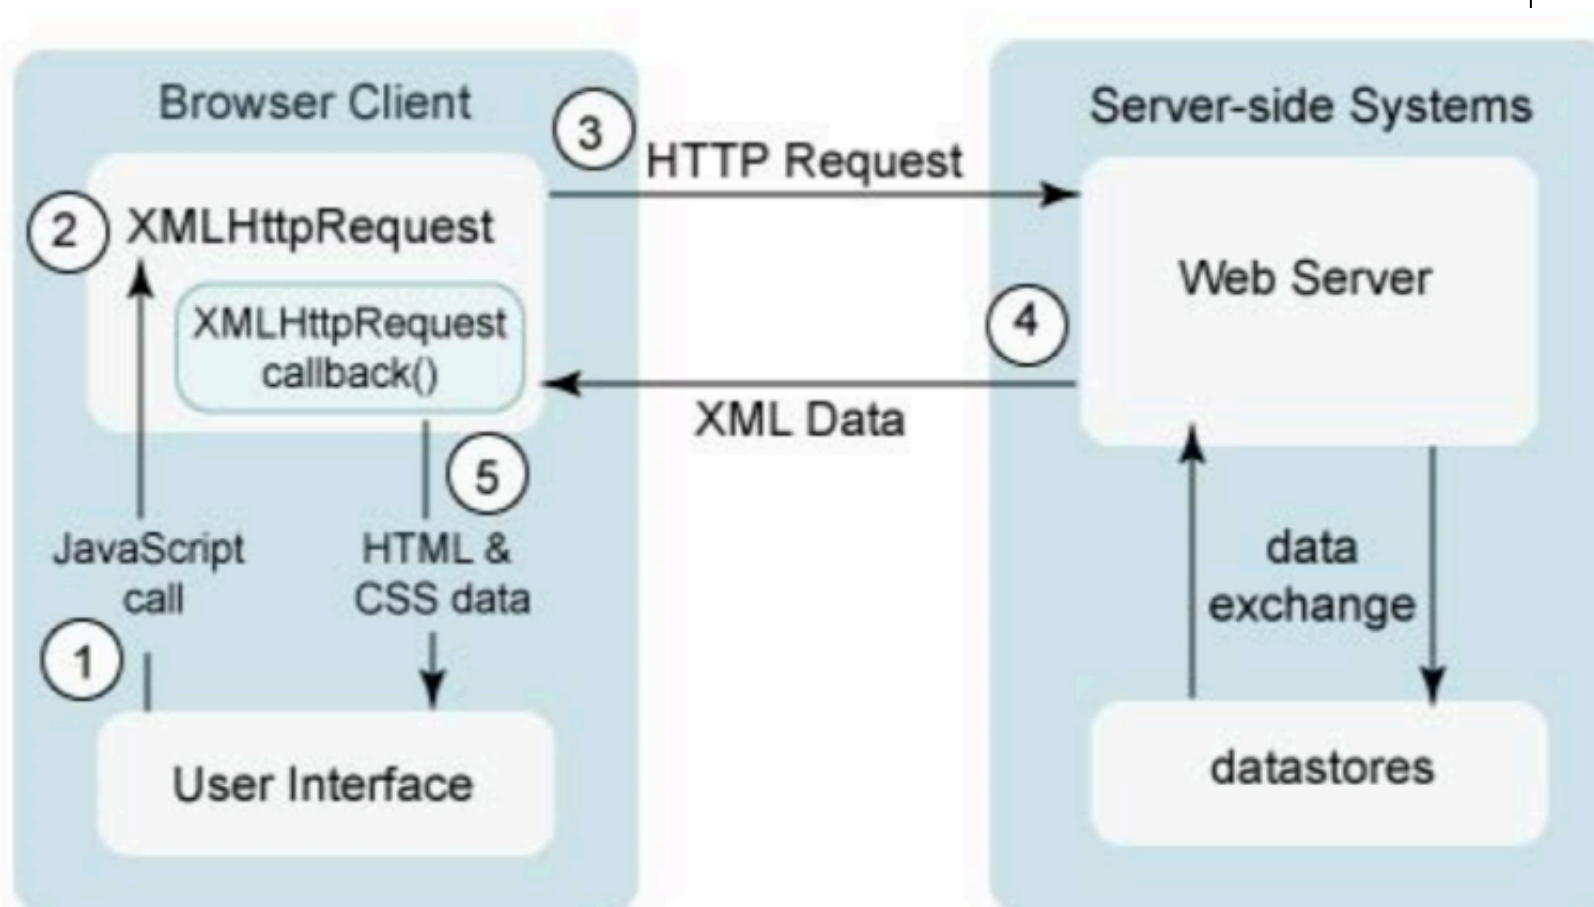 Browser Client
3
HTTP Request
Server-side Systems
2
XMLHttpRequest
XMLHttpRequest
callback()
4
Web Server
XML Data
5
JavaScript
call
HTML &
CSS data
data
exchange
1
User Interface
datastores